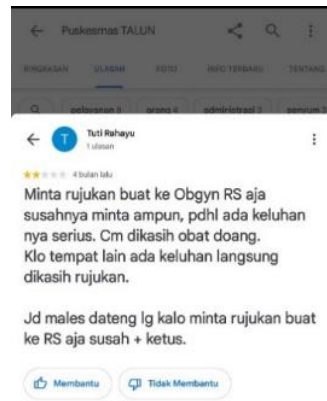 Puskesmas TALUN
RINGKASAN ULASAN FOTO INFO TERBARU TENTANG
pelayanan orang 4 administrasi senyum
T Tuti Rahayu
1 ulasan
4 bulan lalu
Minta rujukan buat ke Obgyn RS aja
susahnya minta ampun, pdhl ada keluhan
nya serius. Cm dikasih obat doang.
Klo tempat lain ada keluhan langsung
dikasih rujukan.
Jd males dateng lg kalo minta rujukan buat
ke RS aja susah + ketus.
Membantu Tidak Membantu